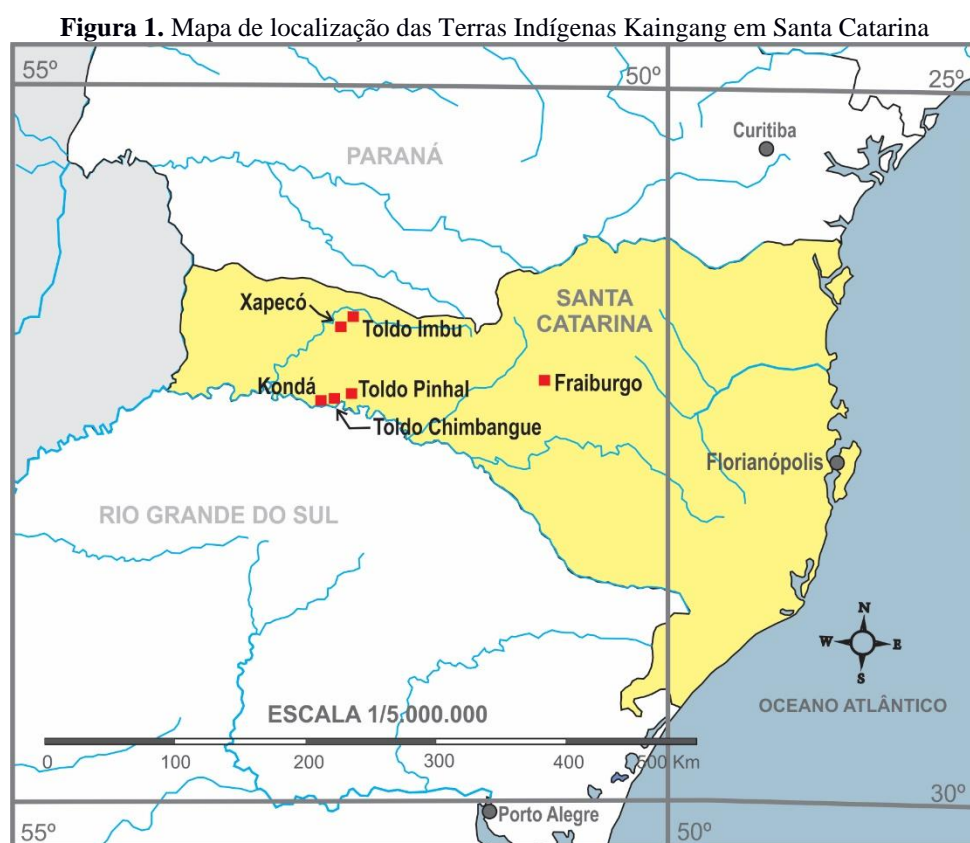 Figura 1. Mapa de localização das Terras Indígenas Kaingang em Santa Catarina
55º
50º
25º
Curitiba
PARANÁ
SANTA
CATARINA
Xapecó
Toldo Imbu
Kondá
Toldo Pinhal
Fraiburgo
Toldo Chimbangue
Florianópolis
RIO GRANDE DO SUL
N
W
E
S
OCEANO ATLÂNTICO
ESCALA 1/5.000.000
0
100
200
300
400
500 Km
30º
Porto Alegre
55º
50º